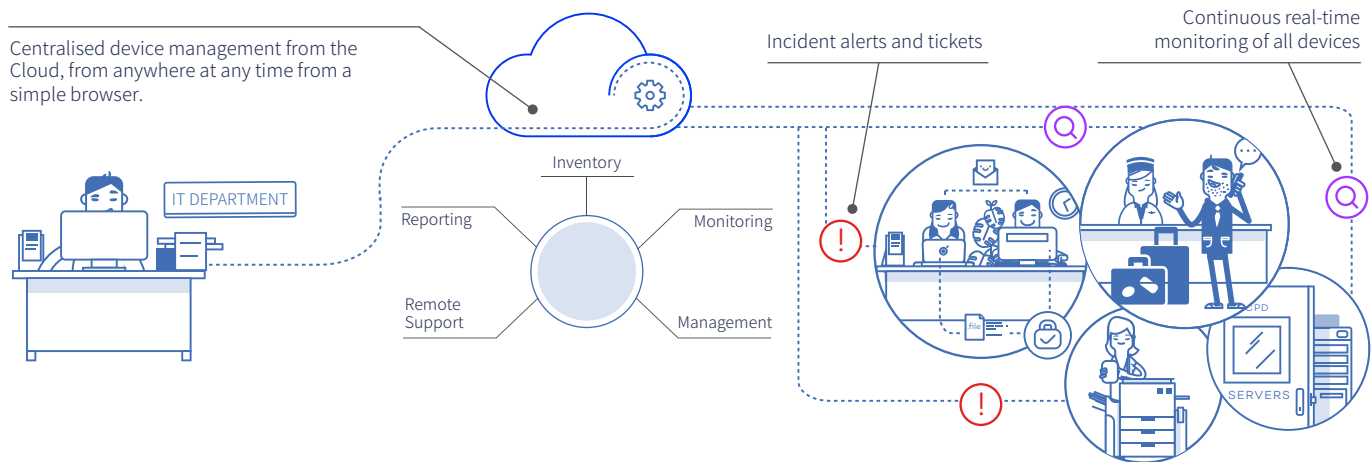 Centralised device management from the
Cloud, from anywhere at any time from a
simple browser.
Incident alerts and tickets
Continuous real-time
monitoring of all devices
IT DEPARTMENT
Inventory
Reporting
Monitoring
Remote
Support
Management
.file
CPD
SERVERS